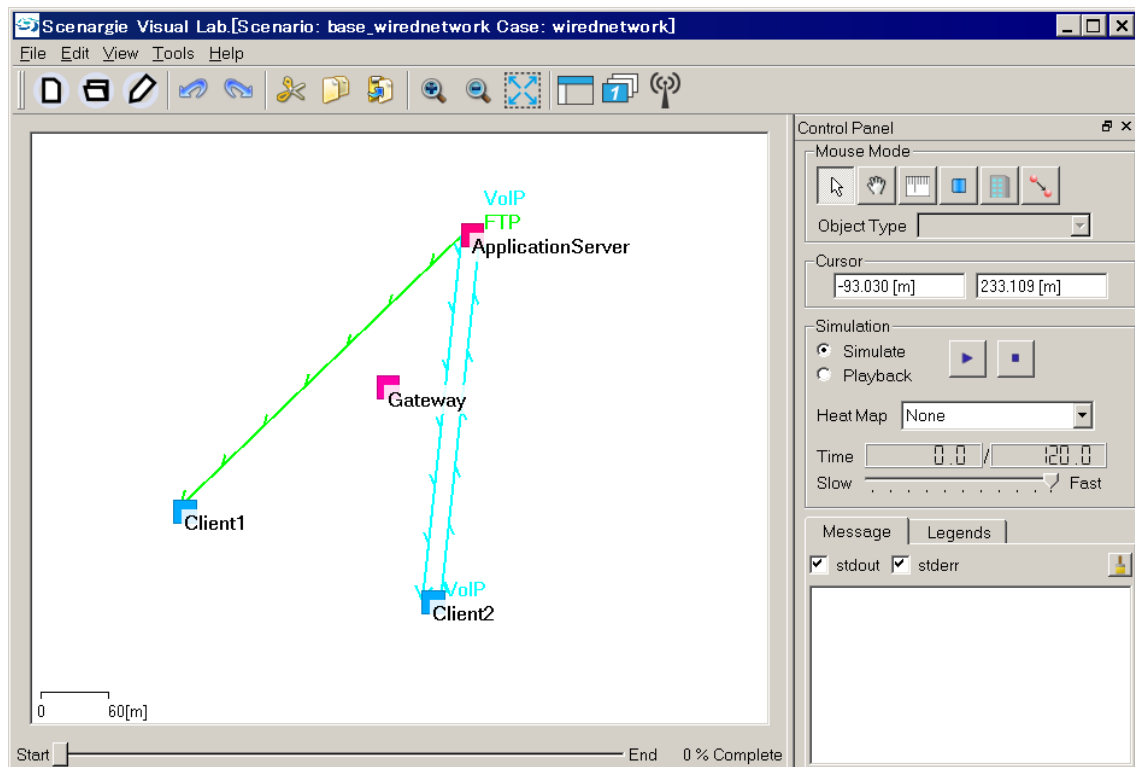 Scenargie Visual Lab.[Scenario: base_wirednetwork Case: wirednetwork]
File Edit View Tools Help
1
Control Panel
Mouse Mode
Object Type
Cursor
-93.030 [m] 233.109 [m]
Simulation
Simulate
Playback
Heat Map None
Time 0.0 / 120.0
Slow Fast
Message Legends
stdout stderr
VoIP
FTP
ApplicationServer
Gateway
Client1
VoIP
Client2
0 60[m]
Start End 0 % Complete